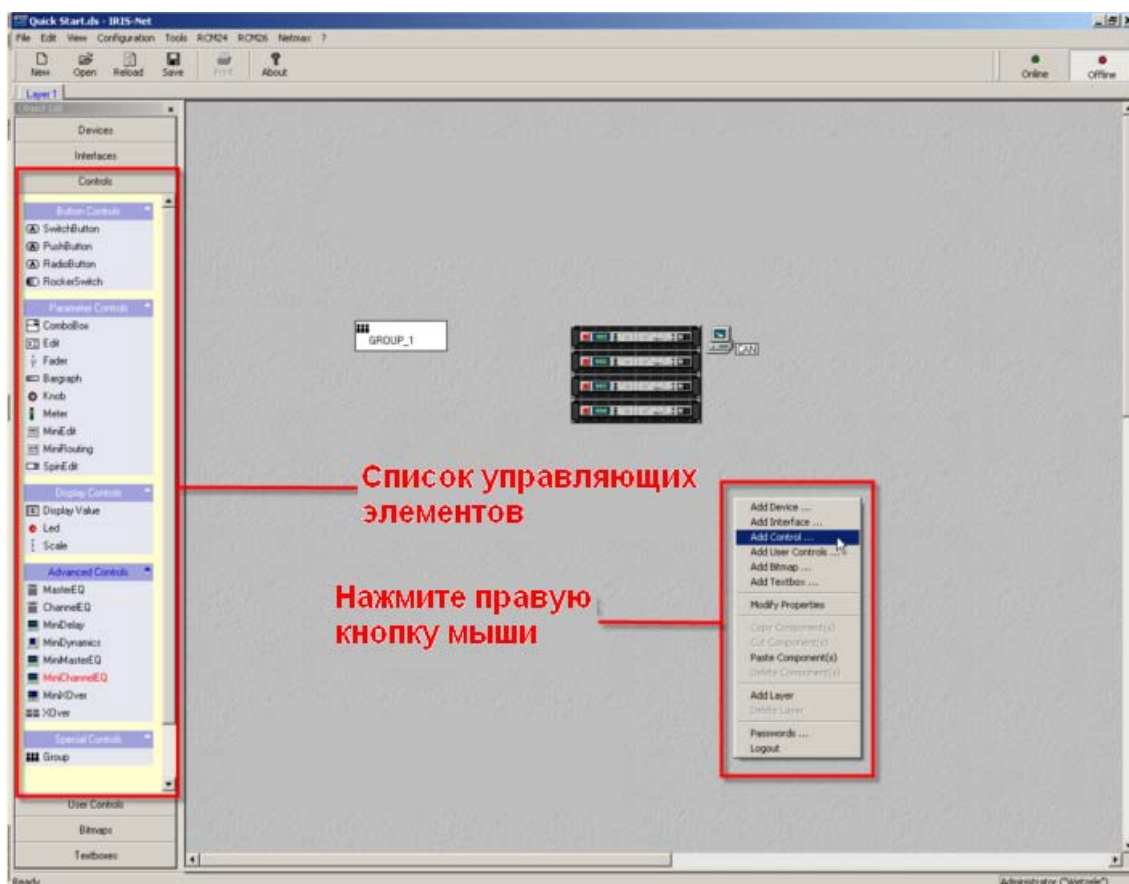 Quick Start.ds - IRIS-Net
File Edit View Configuration Tools RCM24 RCM26 Netmax ?
New Open Reload Save Print About Online Offline
Layer 1
Object List
Devices
Interfaces
Controls
Button Controls
SwitchButton
PushButton
RadioButton
RockerSwitch
Parameter Controls
ComboBox
Edit
Fader
Bargraph
Knob
Meter
MiniEdit
MiniRouting
SpinEdit
Display Controls
Display Value
Led
Scale
Advanced Controls
MasterEQ
ChannelEQ
MiniDelay
MiniDynamics
MiniMasterEQ
MiniChannelEQ
MiniXOver
XOver
Special Controls
Group
User Controls
Bitmaps
Textboxes
GROUP_1
CAN
Список управляющих
элементов
Нажмите правую
кнопку мыши
Add Device ...
Add Interface ...
Add Control ...
Add User Controls ...
Add Bitmap ...
Add Textbox ...
Modify Properties
Copy Component(s)
Cut Component(s)
Paste Component(s)
Delete Component(s)
Add Layer
Delete Layer
Passwords ...
Logout
Ready
Administrator